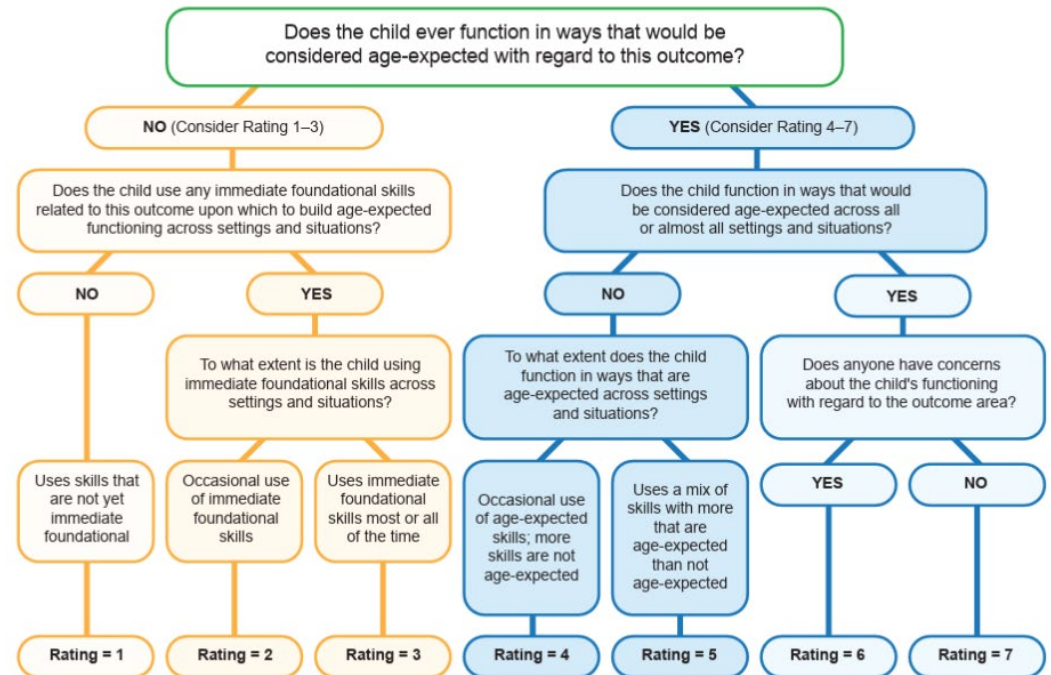 Does the child ever function in ways that would be
considered age-expected with regard to this outcome?
NO (Consider Rating 1–3)
YES (Consider Rating 4–7)
Does the child use any immediate foundational skills
related to this outcome upon which to build age-expected
functioning across settings and situations?
Does the child function in ways that would
be considered age-expected across all
or almost all settings and situations?
NO
YES
NO
YES
To what extent is the child using
immediate foundational skills across
settings and situations?
To what extent does the child
function in ways that are
age-expected across settings
and situations?
Does anyone have concerns
about the child's functioning
with regard to the outcome area?
Uses skills that
are not yet
immediate
foundational
Occasional use
of immediate
foundational
skills
Uses immediate
foundational
skills most or all
of the time
Occasional use
of age-expected
skills; more
skills are not
age-expected
Uses a mix of
skills with more
that are
age-expected
than not
age-expected
YES
NO
Rating = 1
Rating = 2
Rating = 3
Rating = 4
Rating = 5
Rating = 6
Rating = 7